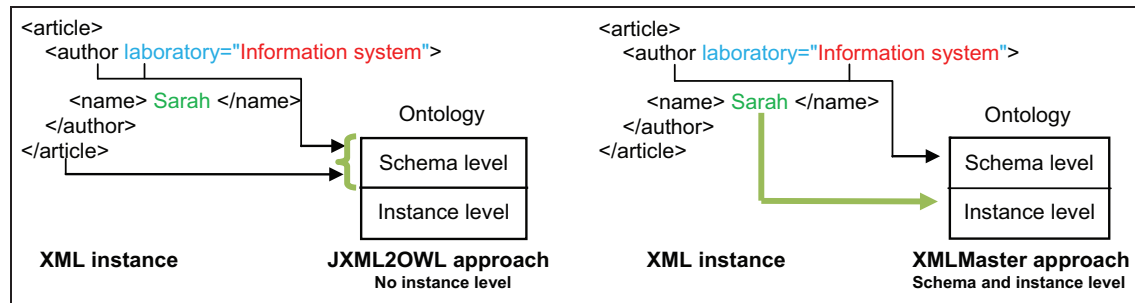 <article>
<author laboratory="Information system">
<name> Sarah </name>
</author>
</article>
Ontology
Schema level
Instance level
XML instance
JXML2OWL approach
No instance level
<article>
<author laboratory="Information system">
<name> Sarah </name>
</author>
</article>
Ontology
Schema level
Instance level
XML instance
XMLMaster approach
Schema and instance level